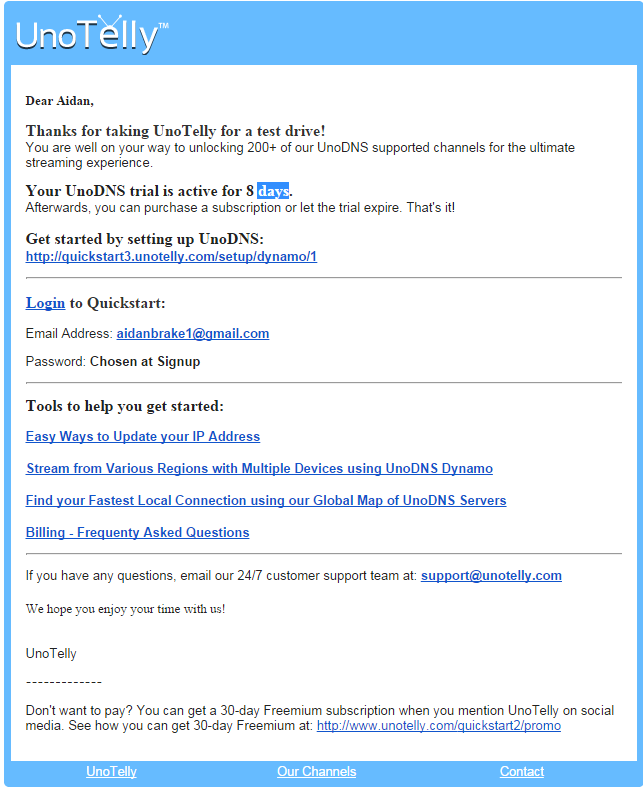 UnoTelly™
Dear Aidan,
Thanks for taking UnoTelly for a test drive!
You are well on your way to unlocking 200+ of our UnoDNS supported channels for the ultimate
streaming experience.
Your UnoDNS trial is active for 8 days.
Afterwards, you can purchase a subscription or let the trial expire. That's it!
Get started by setting up UnoDNS:
http://quickstart3.unotelly.com/setup/dynamo/1
Login to Quickstart:
Email Address: aidanbrake1@gmail.com
Password: Chosen at Signup
Tools to help you get started:
Easy Ways to Update your IP Address
Stream from Various Regions with Multiple Devices using UnoDNS Dynamo
Find your Fastest Local Connection using our Global Map of UnoDNS Servers
Billing - Frequenty Asked Questions
If you have any questions, email our 24/7 customer support team at: support@unotelly.com
We hope you enjoy your time with us!
UnoTelly
-------------
Don't want to pay? You can get a 30-day Freemium subscription when you mention UnoTelly on social
media. See how you can get 30-day Freemium at: http://www.unotelly.com/quickstart2/promo
UnoTelly Our Channels Contact